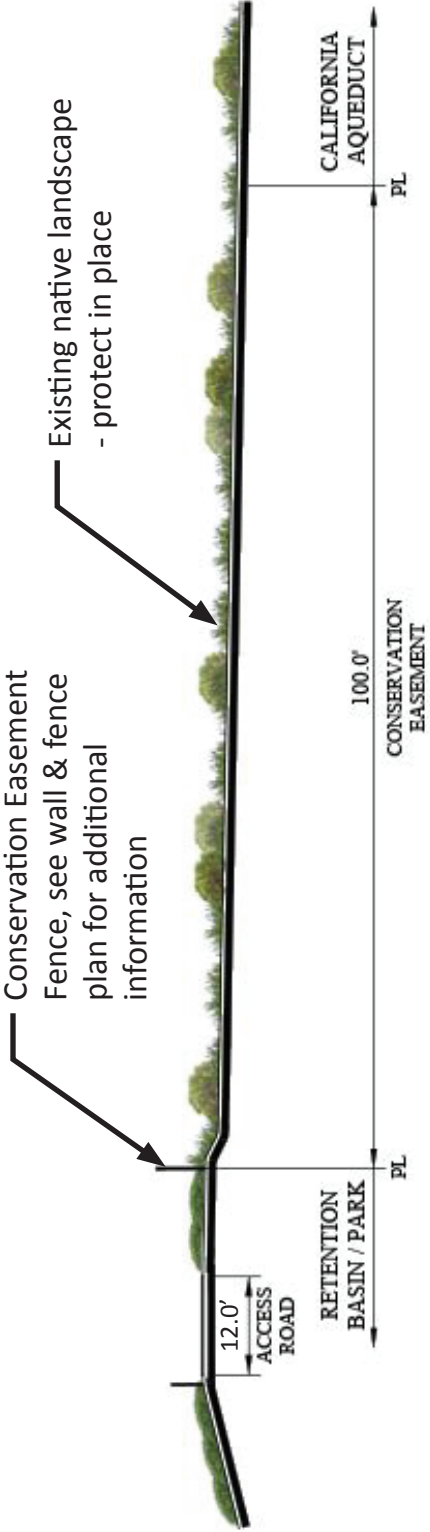 Conservation Easement
Fence, see wall & fence
plan for additional
information
Existing native landscape
- protect in place
12.0'
ACCESS
ROAD
RETENTION
BASIN / PARK
PL
100.0'
CONSERVATION
EASEMENT
PL
CALIFORNIA
AQUEDUCT